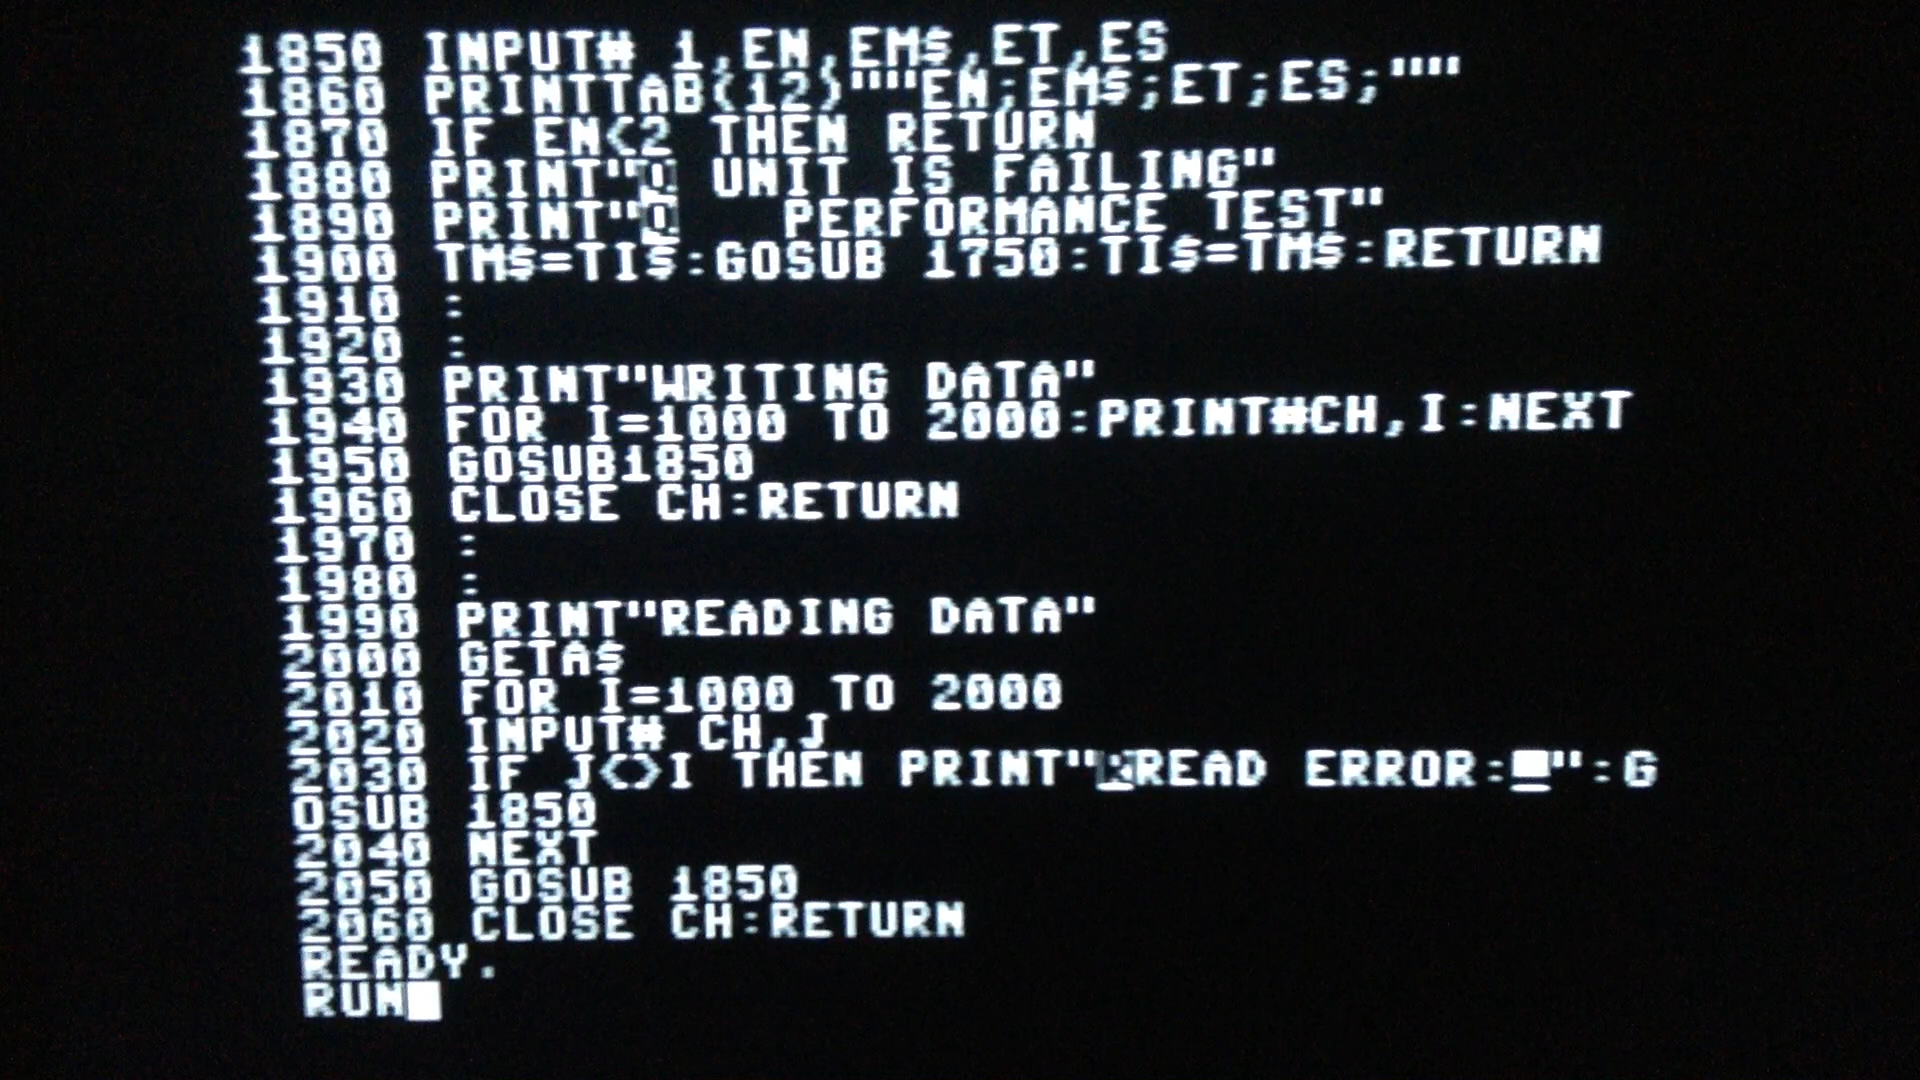 1850 INPUT# 1,EN,EM$,ET,ES
1860 PRINTTAB(12)""EN;EM$;ET;ES;""
1870 IF EN<2 THEN RETURN
1880 PRINT" UNIT IS FAILING"
1890 PRINT"   PERFORMANCE TEST"
1900 TM$=TI$:GOSUB 1750:TI$=TM$:RETURN
1910 :
1920 :
1930 PRINT"WRITING DATA"
1940 FOR I=1000 TO 2000:PRINT#CH,I:NEXT
1950 GOSUB1850
1960 CLOSE CH:RETURN
1970 :
1980 :
1990 PRINT"READING DATA"
2000 GETA$
2010 FOR I=1000 TO 2000
2020 INPUT# CH,J
2030 IF J<>I THEN PRINT"READ ERROR:":G
OSUB 1850
2040 NEXT
2050 GOSUB 1850
2060 CLOSE CH:RETURN
READY.
RUN